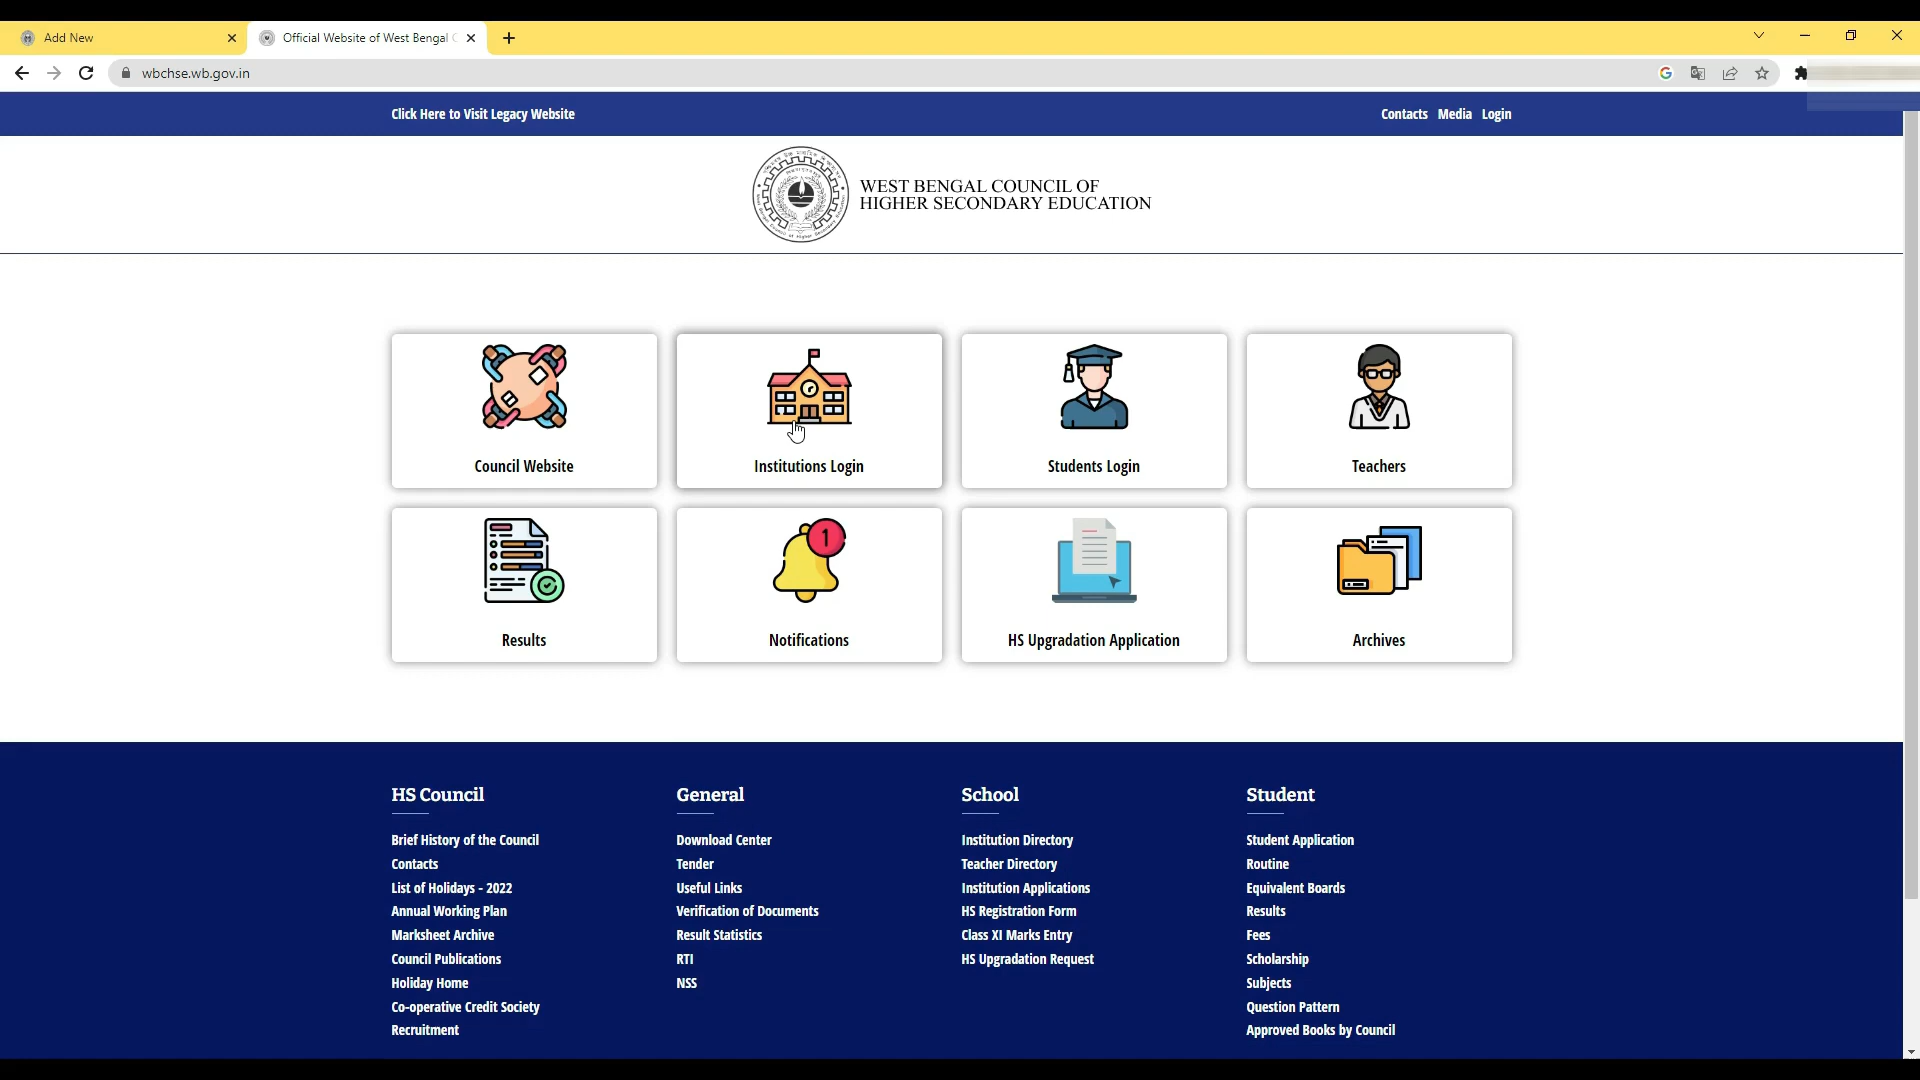 Add New
Official Website of West Bengal C
wbchse.wb.gov.in
Click Here to Visit Legacy Website
Contacts Media Login
WEST BENGAL COUNCIL OF
HIGHER SECONDARY EDUCATION
Council Website
Institutions Login
Students Login
Teachers
1
Results
Notifications
HS Upgradation Application
Archives
HS Council
Brief History of the Council
Contacts
List of Holidays - 2022
Annual Working Plan
Marksheet Archive
Council Publications
Holiday Home
Co-operative Credit Society
Recruitment
General
Download Center
Tender
Useful Links
Verification of Documents
Result Statistics
RTI
NSS
School
Institution Directory
Teacher Directory
Institution Applications
HS Registration Form
Class XI Marks Entry
HS Upgradation Request
Student
Student Application
Routine
Equivalent Boards
Results
Fees
Scholarship
Subjects
Question Pattern
Approved Books by Council